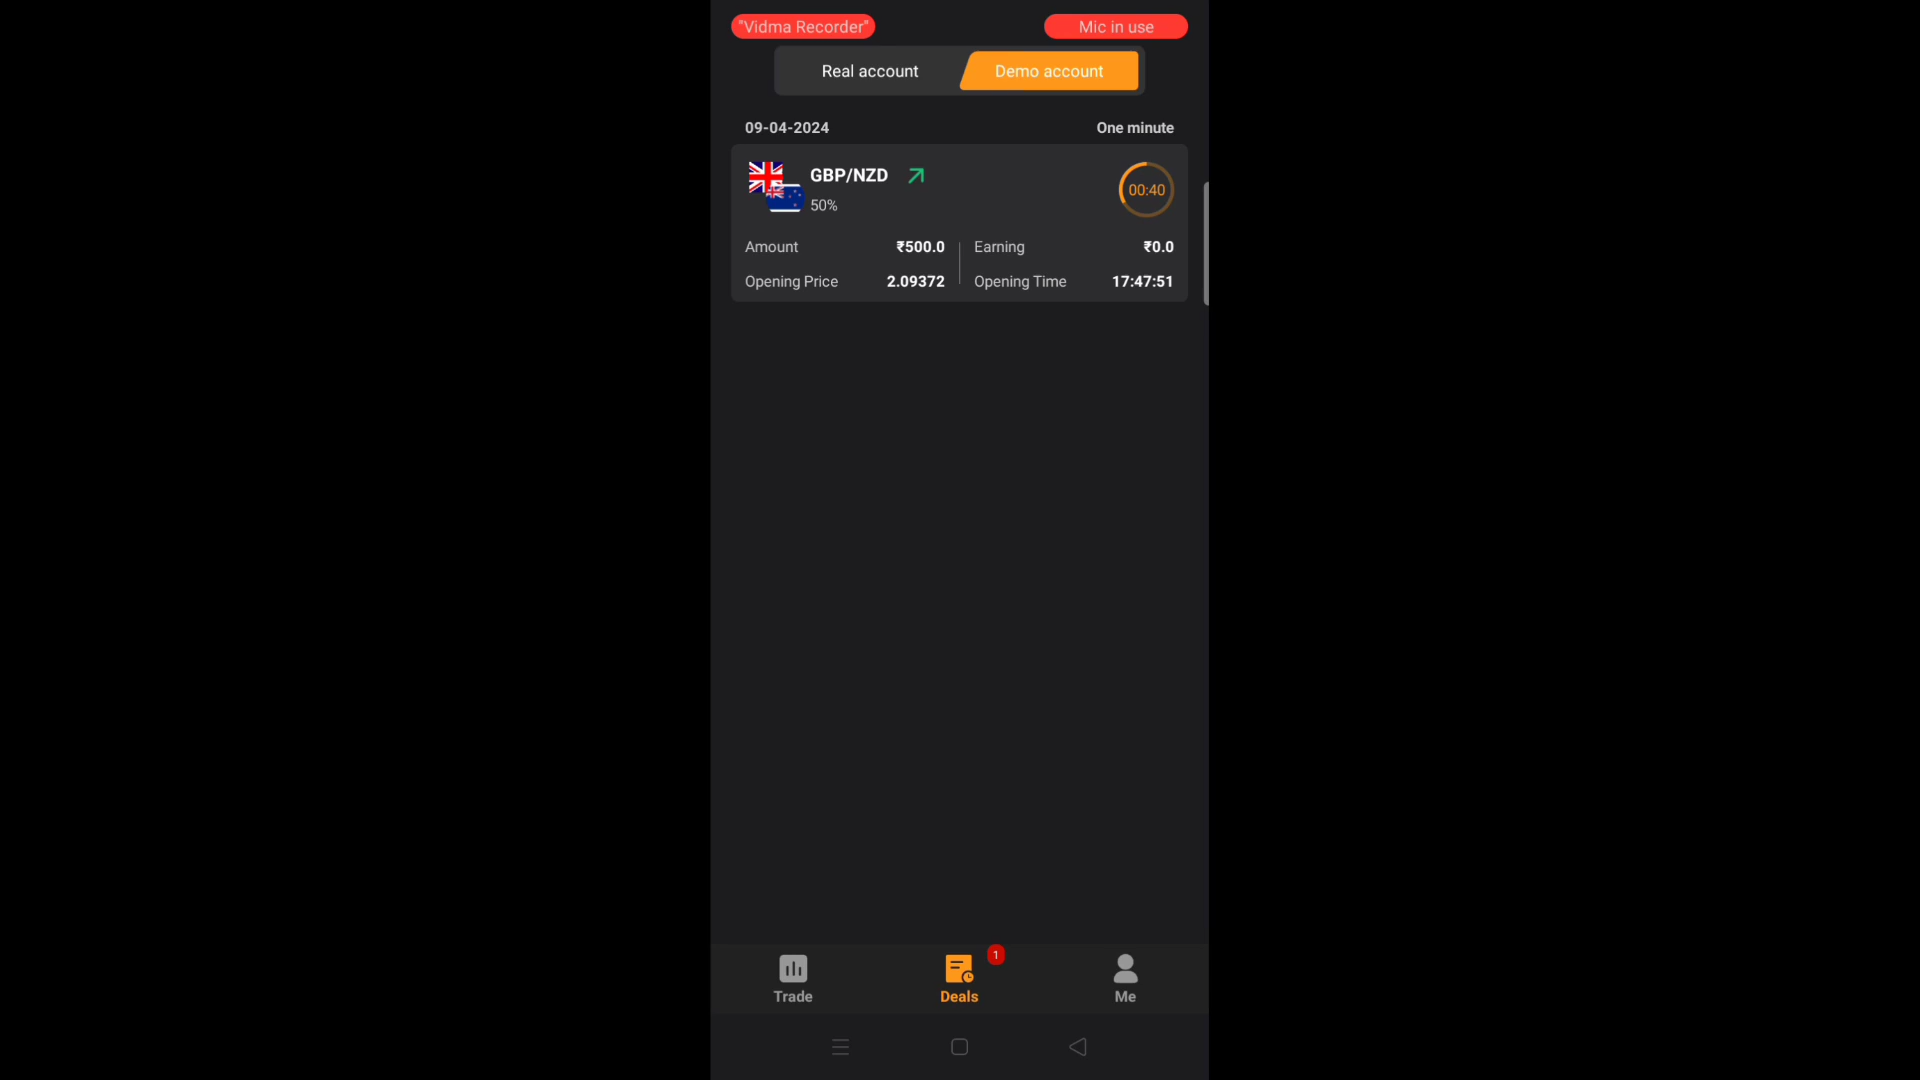 "Vidma Recorder" Mic in use
Real account Demo account
09-04-2024 One minute
GBP/NZD 00:40
50%
Amount ₹500.0 Earning ₹0.0
Opening Price 2.09372 Opening Time 17:47:51
1
Trade Deals Me